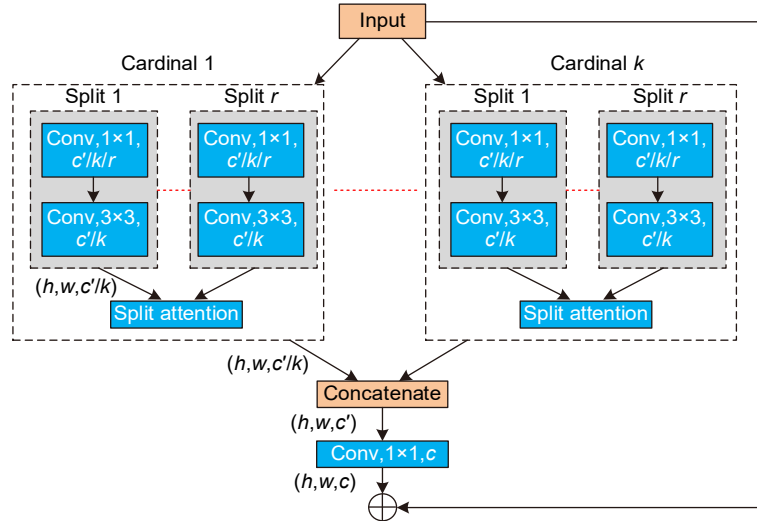 Input
Cardinal 1
Cardinal k
Split 1
Split r
Split 1
Split r
Conv,1×1,
c′/k/r
Conv,1×1,
c′/k/r
Conv,1×1,
c′/k/r
Conv,1×1,
c′/k/r
Conv,3×3,
c′/k
Conv,3×3,
c′/k
Conv,3×3,
c′/k
Conv,3×3,
c′/k
(h,w,c′/k)
Split attention
Split attention
(h,w,c′/k)
Concatenate
(h,w,c′)
Conv,1×1,c
(h,w,c)